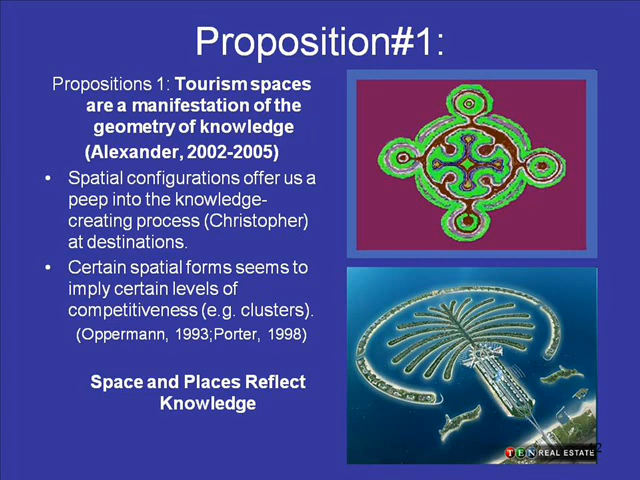 Proposition#1:
Propositions 1: Tourism spaces
are a manifestation of the
geometry of knowledge
(Alexander, 2002-2005)
• Spatial configurations offer us a
peep into the knowledge-
creating process (Christopher)
at destinations.
• Certain spatial forms seems to
imply certain levels of
competitiveness (e.g. clusters).
(Oppermann, 1993;Porter, 1998)
Space and Places Reflect
Knowledge
TEN REAL ESTATE